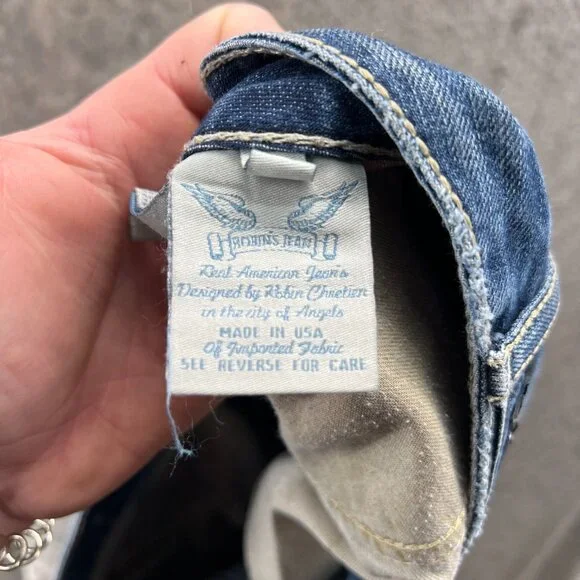 ROBIN'S JEAN
Real American Jean's
Designed by Robin Chretien
in the city of Angels
MADE IN USA
Of Imported Fabric
SEE REVERSE FOR CARE